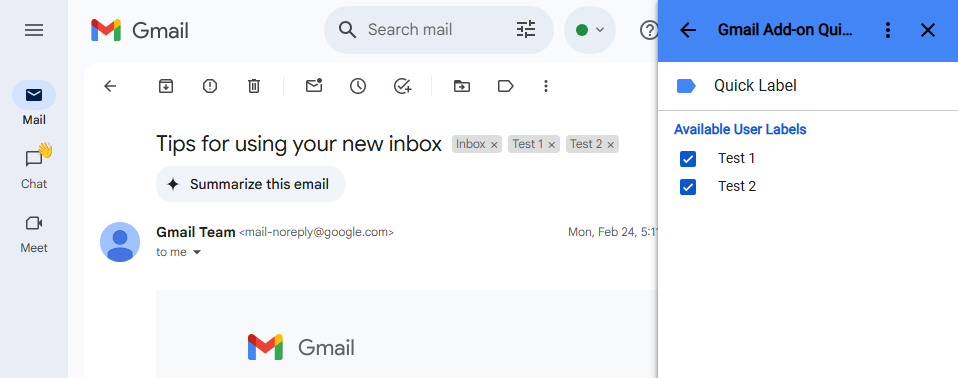 Gmail
Search mail
Gmail Add-on Qui...
Mail
Chat
Meet
Tips for using your new inbox
Inbox ×
Test 1 ×
Test 2 ×
Summarize this email
Gmail Team <mail-noreply@google.com>
Mon, Feb 24, 5:11
to me
Gmail
Quick Label
Available User Labels
Test 1
Test 2